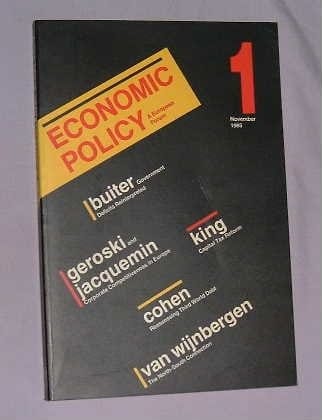 ECONOMIC
POLICY
A European
Forum
1
November
1985
buiter Government
Deficits Reinterpreted
geroski and
jacquemin
Corporate Competitiveness in Europe
king
Capital Tax Reform
cohen
Reassessing Third World Debt
van wijnbergen
The North-South Connection